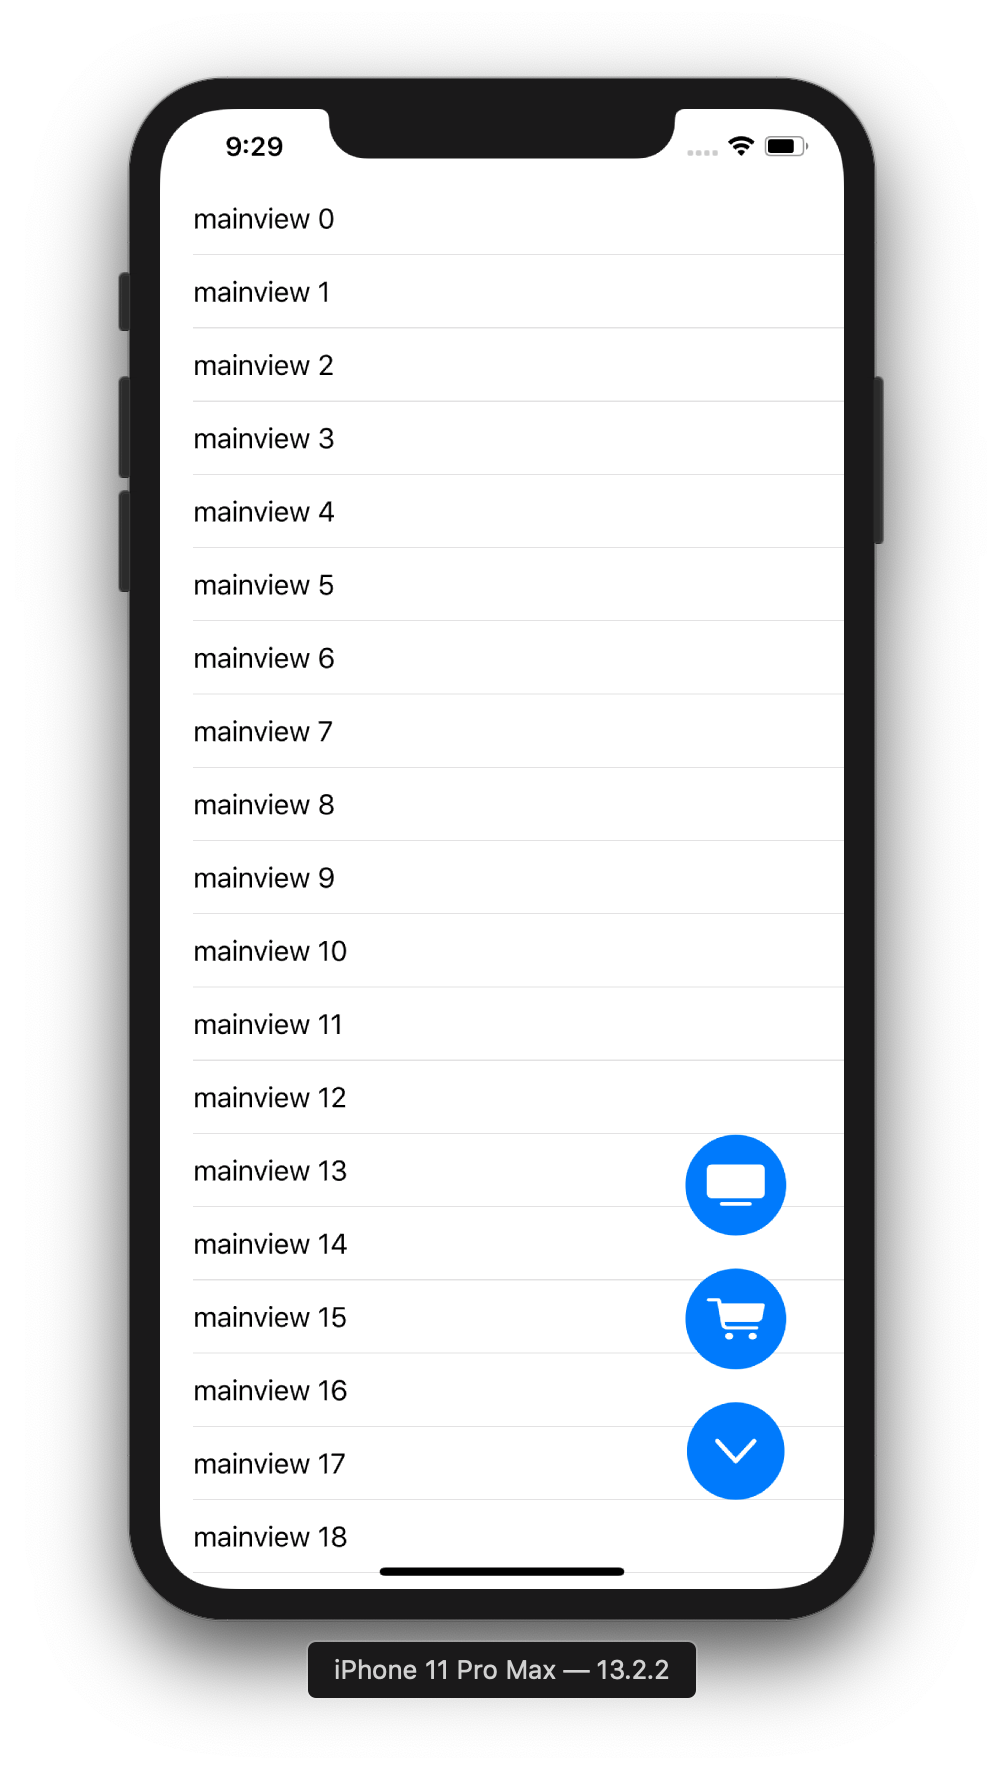 9:29
mainview 0
mainview 1
mainview 2
mainview 3
mainview 4
mainview 5
mainview 6
mainview 7
mainview 8
mainview 9
mainview 10
mainview 11
mainview 12
mainview 13
mainview 14
mainview 15
mainview 16
mainview 17
mainview 18
iPhone 11 Pro Max — 13.2.2